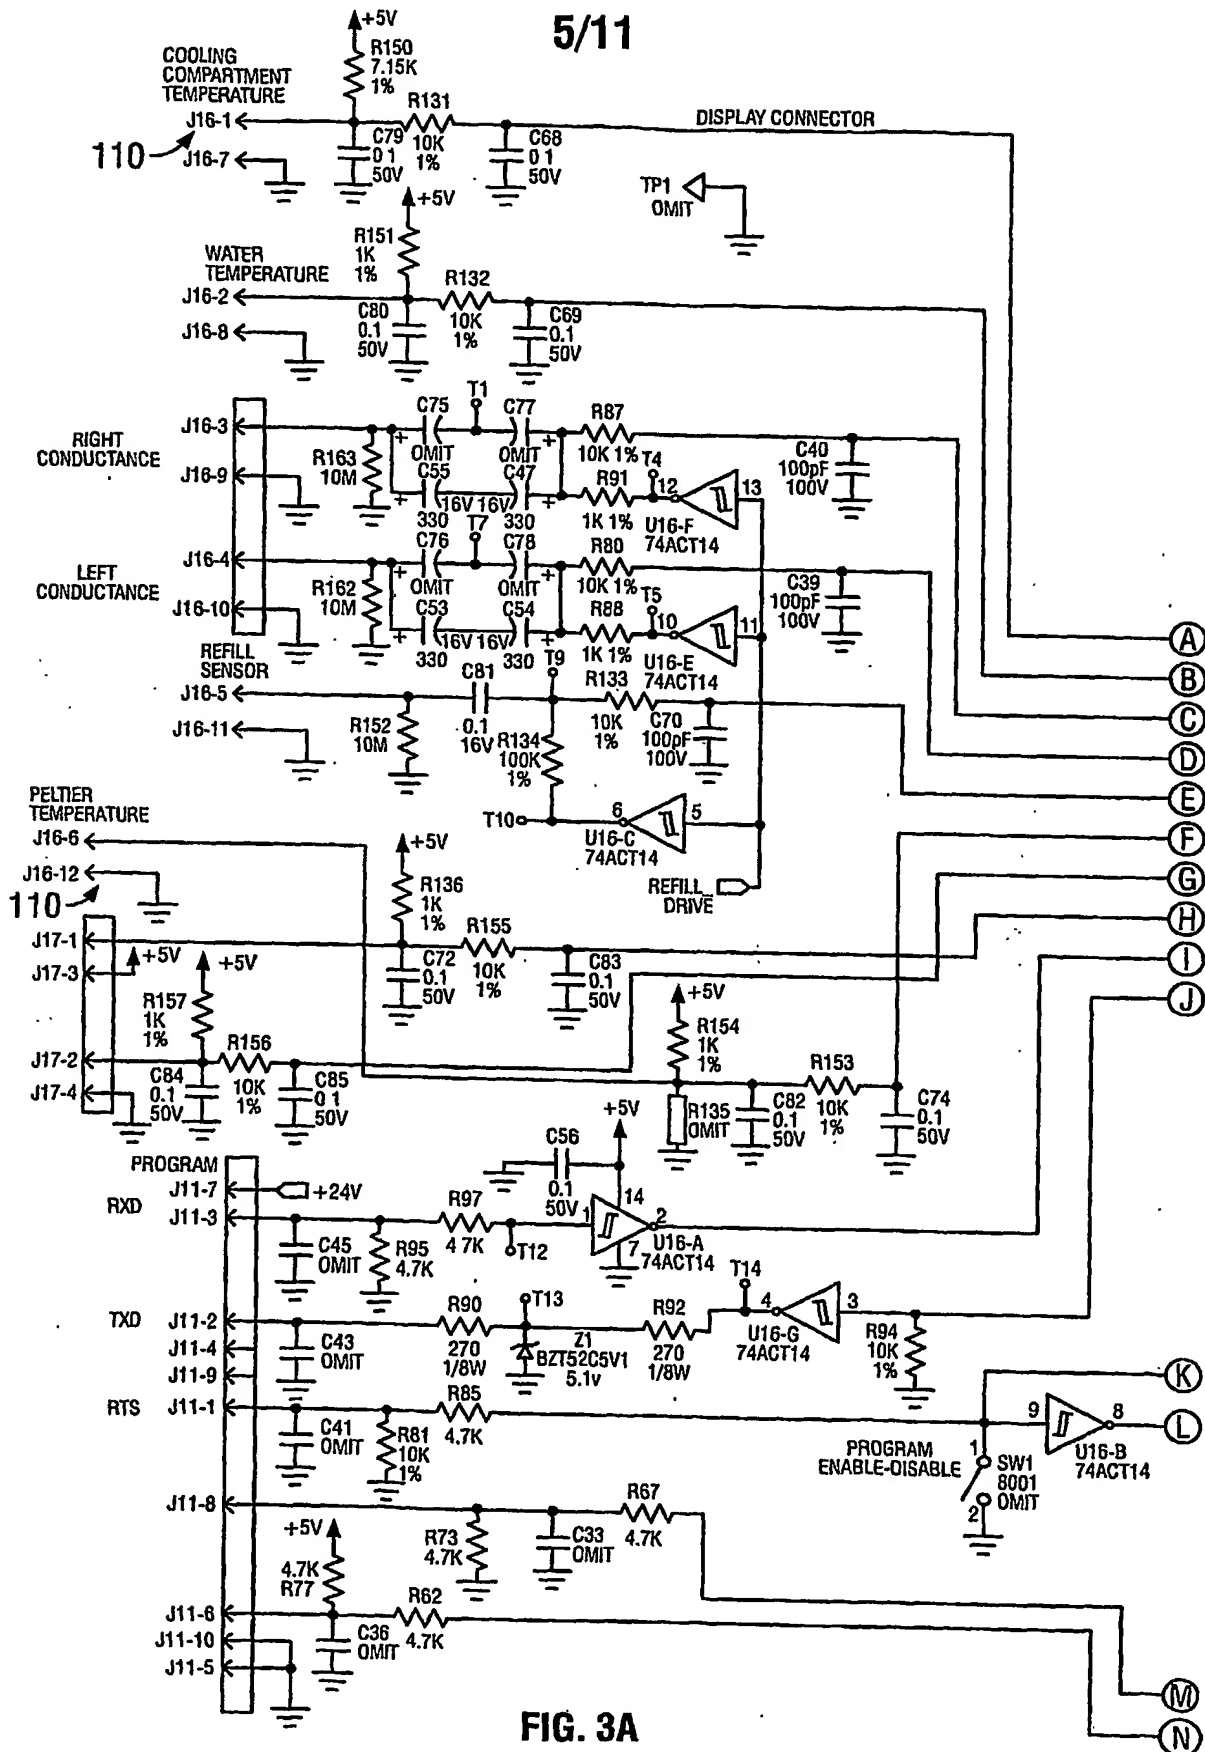 5/11
+5V
R150
7.15K
1%
COOLING
COMPARTMENT
TEMPERATURE
J16-1
110
J16-7
R131
10K
1%
C79
0 1
50V
C68
0 1
50V
DISPLAY CONNECTOR
TP1
OMIT
+5V
R151
1K
1%
WATER
TEMPERATURE
J16-2
J16-8
R132
10K
1%
C80
0.1
50V
C69
0.1
50V
RIGHT
CONDUCTANCE
J16-3
J16-9
R163
10M
+
C75
OMIT
T1
C77
OMIT
+
+
C55
330
16V
16V
C47
330
+
R87
10K 1%
R91
1K 1%
T4
12
13
U16-F
74ACT14
C40
100pF
100V
LEFT
CONDUCTANCE
J16-4
J16-10
R162
10M
+
C76
OMIT
T7
C78
OMIT
+
+
C53
330
16V
16V
C54
330
+
R80
10K 1%
R88
1K 1%
T5
10
11
U16-E
74ACT14
C39
100pF
100V
REFILL
SENSOR
J16-5
J16-11
R152
10M
C81
0.1
16V
T9
R134
100K
1%
R133
10K
1%
C70
100pF
100V
T10
6
5
U16-C
74ACT14
REFILL_
DRIVE
A
B
C
D
E
F
G
H
I
J
PELTIER
TEMPERATURE
J16-6
J16-12
110
J17-1
J17-3
+5V
J17-2
J17-4
+5V
R136
1K
1%
R155
10K
1%
C72
0.1
50V
C83
0.1
50V
+5V
R157
1K
1%
R156
10K
1%
C84
0.1
50V
C85
0 1
50V
+5V
R154
1K
1%
R135
OMIT
C82
0.1
50V
R153
10K
1%
C74
0.1
50V
PROGRAM
J11-7
+24V
RXD
J11-3
C45
OMIT
R95
4.7K
R97
4 7K
T12
C56
0.1
50V
+5V
14
1
2
7
U16-A
74ACT14
TXD
J11-2
J11-4
J11-9
C43
OMIT
R90
270
1/8W
T13
Z1
BZT52C5V1
5.1v
R92
270
1/8W
T14
4
3
U16-G
74ACT14
R94
10K
1%
RTS
J11-1
C41
OMIT
R81
10K
1%
R85
4.7K
PROGRAM
ENABLE-DISABLE
1
2
SW1
8001
OMIT
9
8
U16-B
74ACT14
K
L
J11-8
R73
4.7K
C33
OMIT
R67
4.7K
+5V
4.7K
R77
J11-6
C36
OMIT
R62
4.7K
J11-10
J11-5
M
N
FIG. 3A